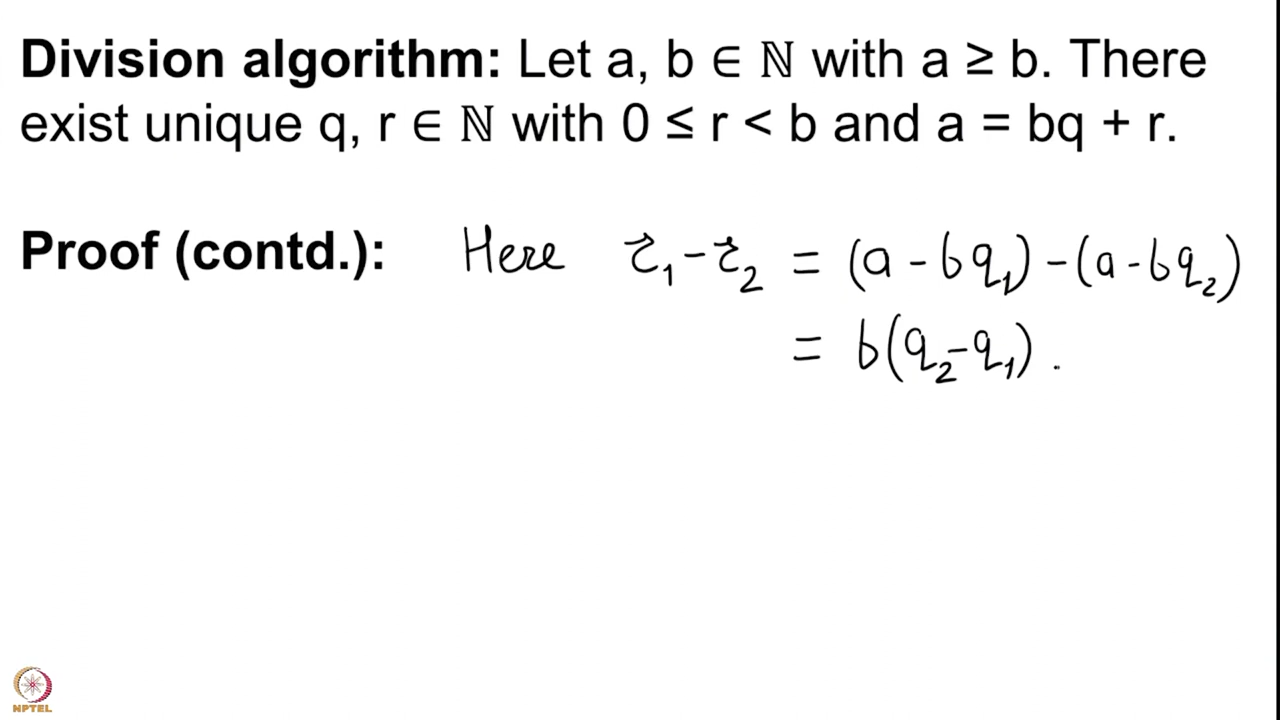 Division algorithm: Let a, b ∈ ℕ with a ≥ b. There
exist unique q, r ∈ ℕ with 0 ≤ r < b and a = bq + r.
Proof (contd.): Here r₁ - r₂ = (a - bq₁) - (a - bq₂)
= b(q₂ - q₁).
NPTEL